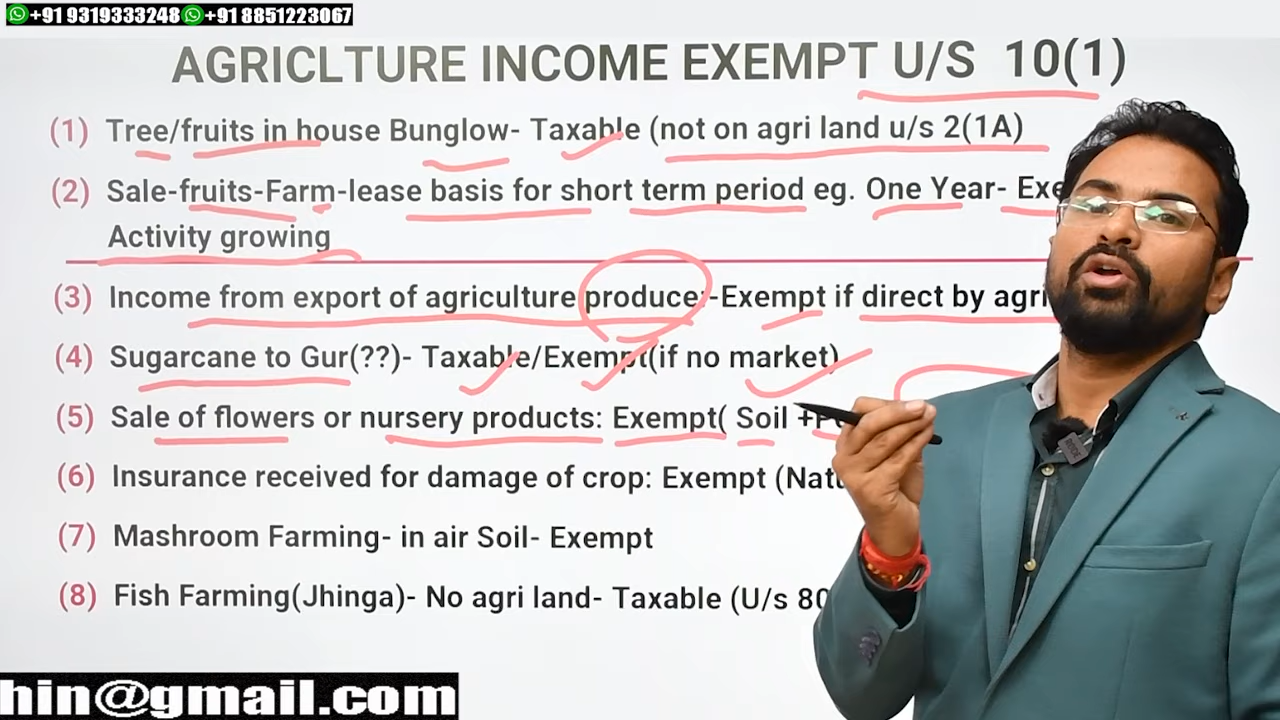 +91 9319333248 +91 8851223067
AGRICLTURE INCOME EXEMPT U/S 10(1)
(1) Tree/fruits in house Bunglow- Taxable (not on agri land u/s 2(1A)
(2) Sale-fruits-Farm-lease basis for short term period eg. One Year-
Activity growing
(3) Income from export of agriculture produce:-Exempt if direct by
(4) Sugarcane to Gur(??)- Taxable/Exempt(if no market)
(5) Sale of flowers or nursery products: Exempt( Soil +
(6) Insurance received for damage of crop: Exempt
(7) Mashroom Farming- in air Soil- Exempt
(8) Fish Farming(Jhinga)- No agri land- Taxable (U/s
hin@gmail.com